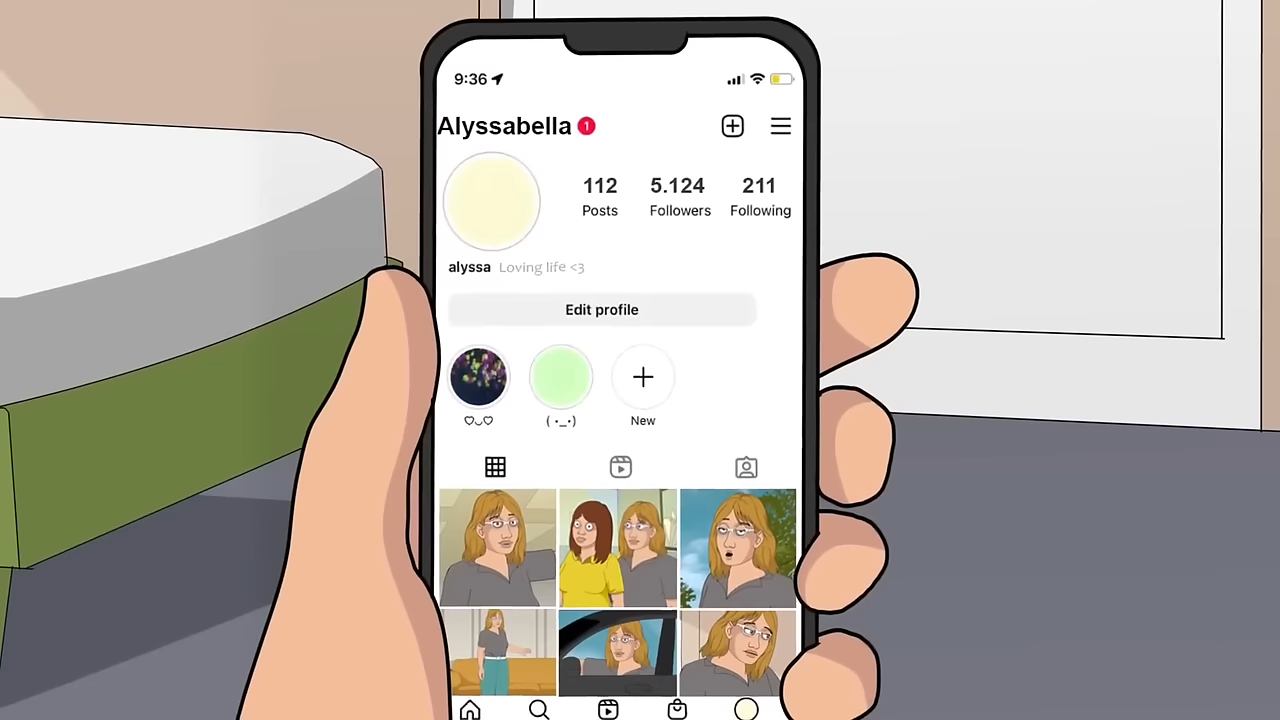 9:36
Alyssabella 1
112 5.124 211
Posts Followers Following
alyssa Loving life <3
Edit profile
♡◡♡ ( •_•) New